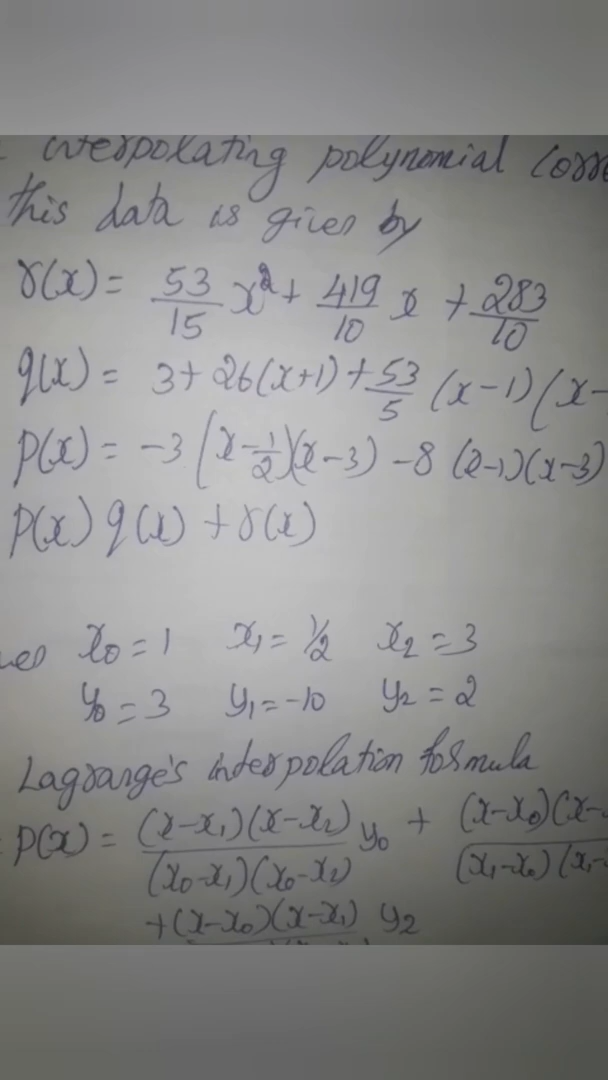 interpolating polynomial
this data is given by
r(x) = 53/15 x² + 419/10 x + 283/10
q(x) = 3 + 26(x+1) + 53/5 (x-1)(x-
p(x) = -3 (x-1/2)(x-3) - 8 (x-1)(x-3)
p(x) q(x) + r(x)
x₀ = 1 x₁ = 1/2 x₂ = 3
y₀ = 3 y₁ = -10 y₂ = 2
Lagrange's interpolation formula
p(x) = (x-x₁)(x-x₂)/(x₀-x₁)(x₀-x₂) y₀ + (x-x₀)(x-/(x₁-x₀)(x₁-
+(x-x₀)(x-x₁) y₂